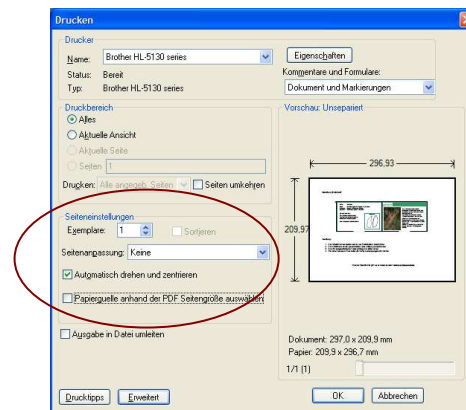 Drucken
Drucker
Name: Brother HL-5130 series
Eigenschaften
Status: Bereit
Kommentare und Formulare:
Typ: Brother HL-5130 series
Dokument und Markierungen
Druckbereich
Alles
Aktuelle Ansicht
Aktuelle Seite
Seiten 1
Drucken: Alle angegeb. Seiten
Seiten umkehren
Seiteneinstellungen
Exemplare: 1
Sortieren
Seitenanpassung: Keine
Automatisch drehen und zentrieren
Papierquelle anhand der PDF Seitengröße auswählen
Ausgabe in Datei umleiten
Vorschau: Unsepariert
296,93
209,97
Dokument: 297,0 x 209,9 mm
Papier: 209,9 x 296,7 mm
1/1 (1)
Drucktipps
Erweitert
OK
Abbrechen